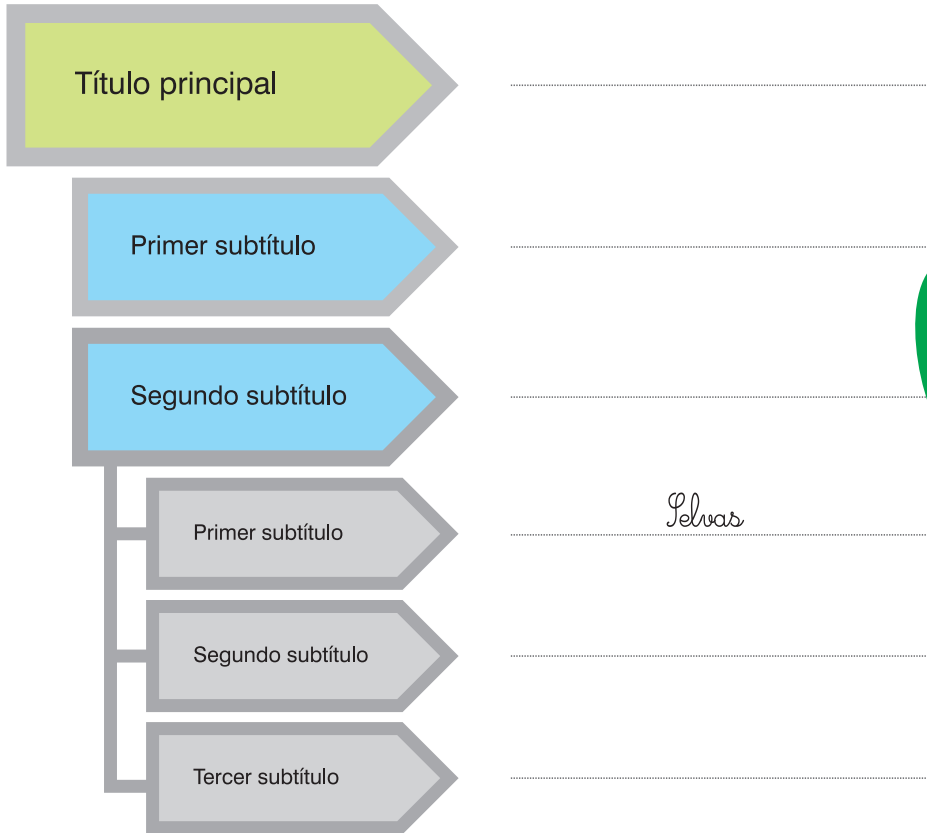 Título principal
Primer subtítulo
Segundo subtítulo
Primer subtítulo
Selvas
Segundo subtítulo
Tercer subtítulo